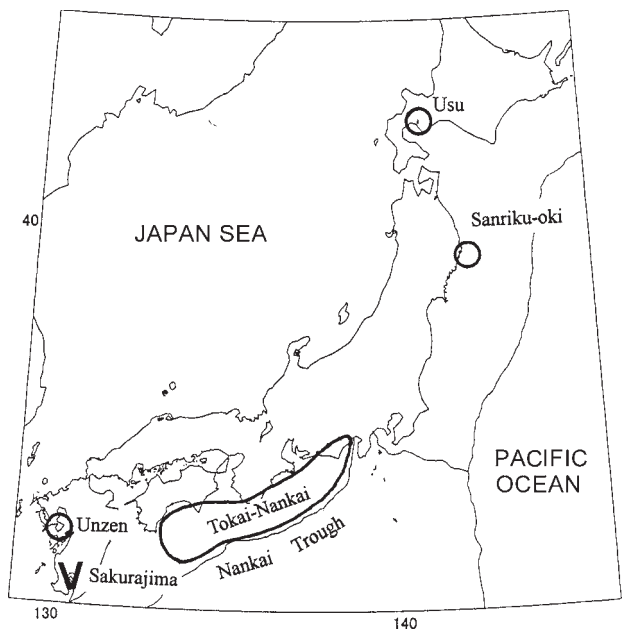 Usu
Sanriku-oki
40
JAPAN SEA
PACIFIC
OCEAN
Tokai-Nankai
Unzen
Nankai Trough
V Sakurajima
130
140